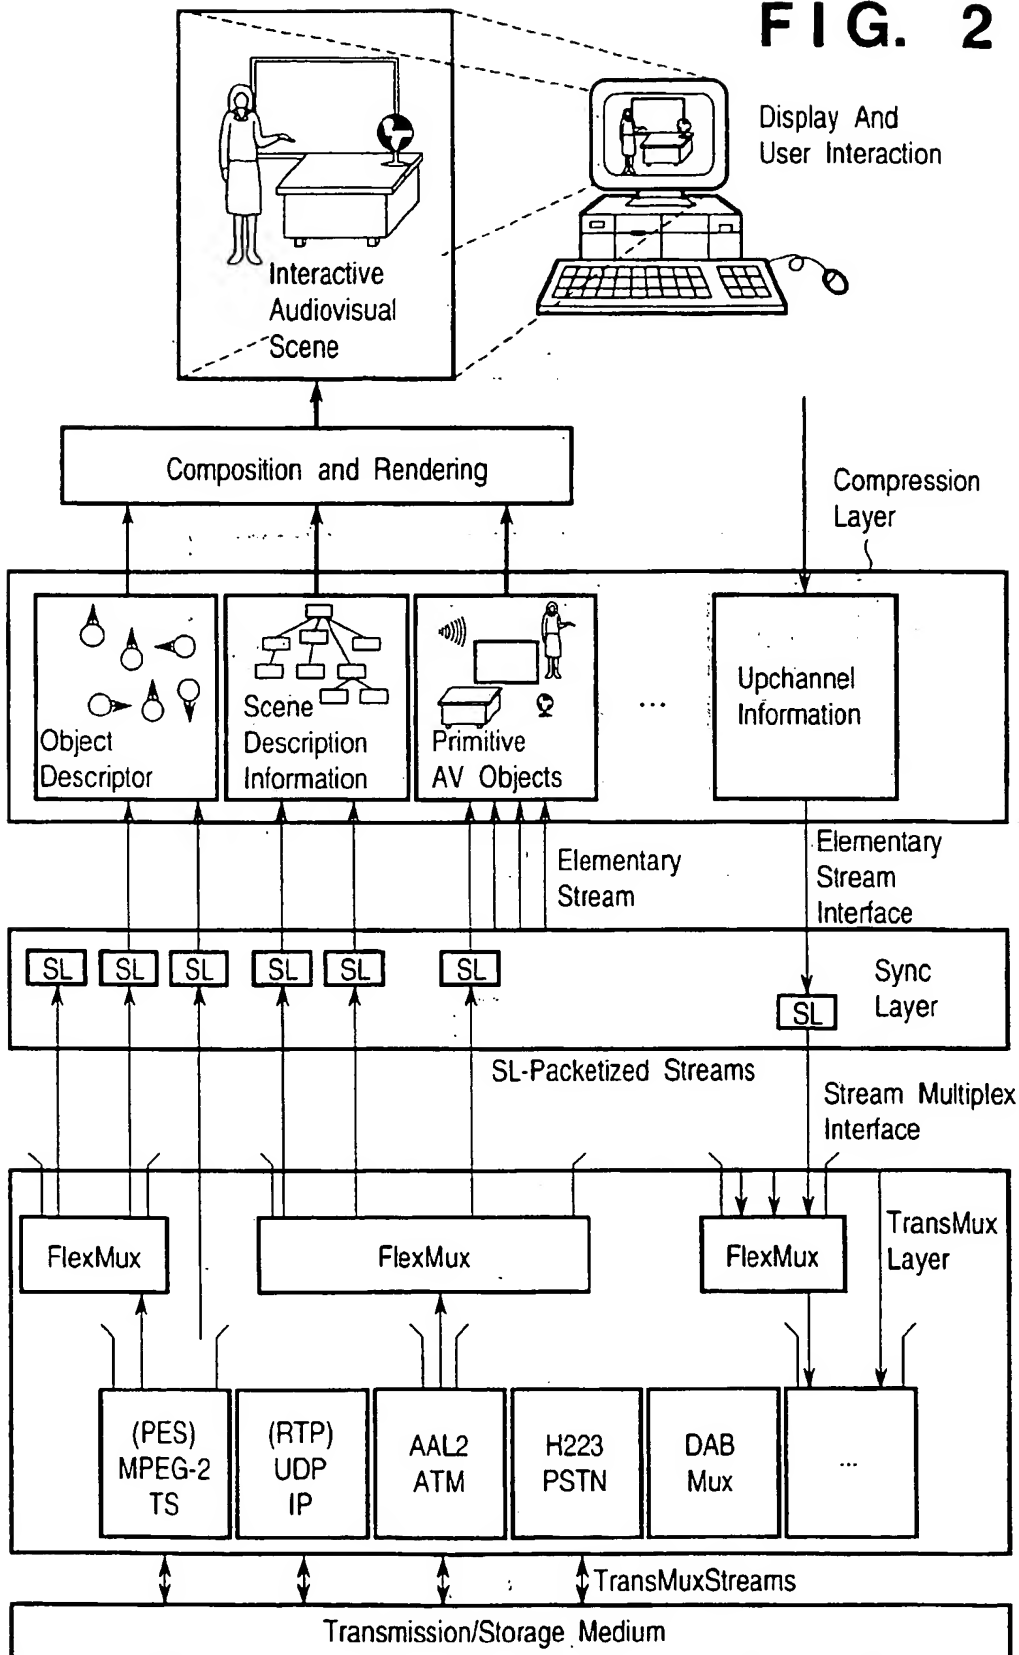 FIG. 2
Display And
User Interaction
Interactive
Audiovisual
Scene
Composition and Rendering
Compression
Layer
Object
Descriptor
Scene
Description
Information
Primitive
AV Objects
...
Upchannel
Information
Elementary
Stream
Elementary
Stream
Interface
SL
SL
SL
SL
SL
SL
SL
Sync
Layer
SL-Packetized Streams
Stream Multiplex
Interface
FlexMux
FlexMux
FlexMux
TransMux
Layer
(PES)
MPEG-2
TS
(RTP)
UDP
IP
AAL2
ATM
H223
PSTN
DAB
Mux
...
TransMuxStreams
Transmission/Storage Medium